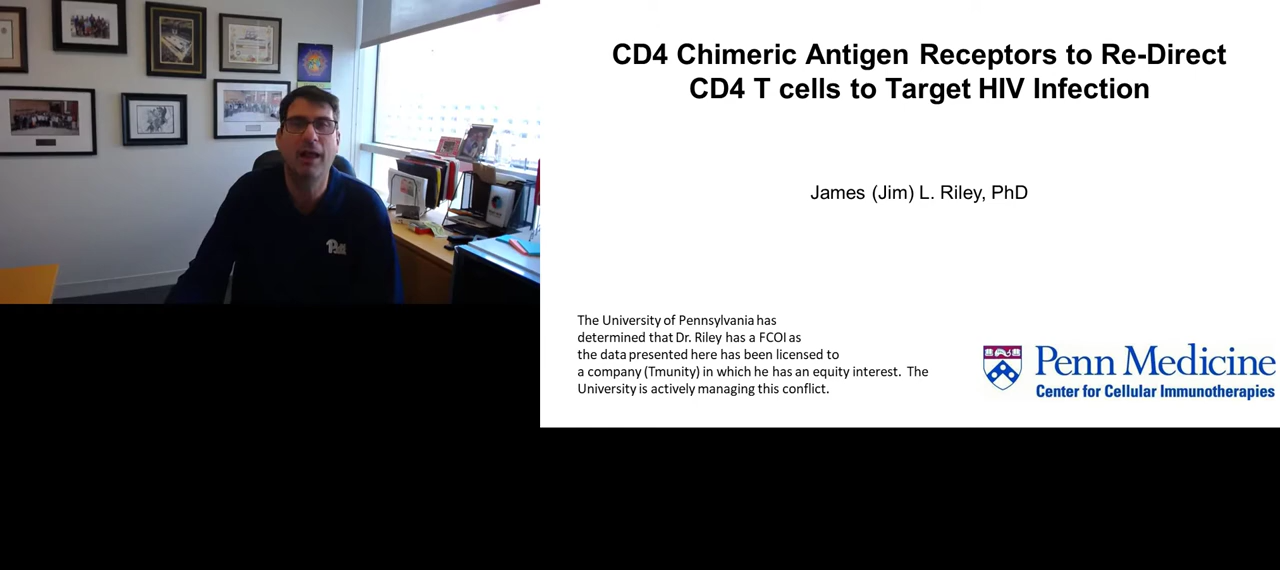 CD4 Chimeric Antigen Receptors to Re-Direct
CD4 T cells to Target HIV Infection
James (Jim) L. Riley, PhD
The University of Pennsylvania has
determined that Dr. Riley has a FCOI as
the data presented here has been licensed to
a company (Tmunity) in which he has an equity interest. The
University is actively managing this conflict.
Penn Medicine
Center for Cellular Immunotherapies